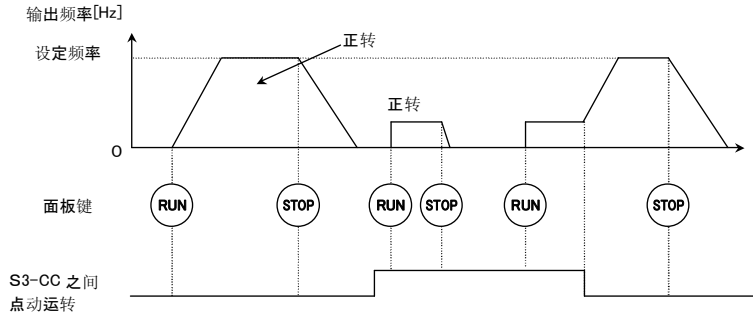 输出频率[Hz]
设定频率
正转
正转
0
面板键
RUN
STOP
RUN
STOP
RUN
STOP
S3-CC 之间
点动运转